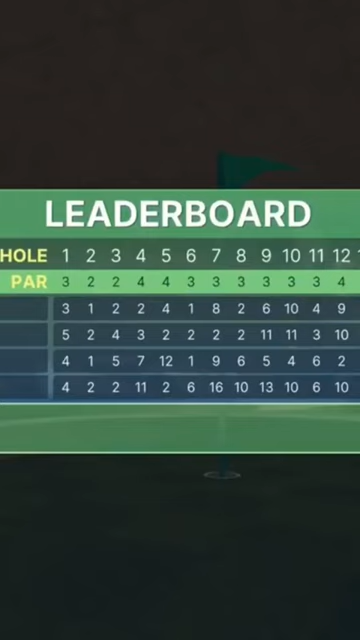 LEADERBOARD
HOLE 1 2 3 4 5 6 7 8 9 10 11 12
PAR 3 2 2 4 4 3 3 3 3 3 3 4
3 1 2 2 4 1 8 2 6 10 4 9
5 2 4 3 2 2 2 2 11 11 3 10
4 1 5 7 12 1 9 6 5 4 6 2
4 2 2 11 2 6 16 10 13 10 6 10